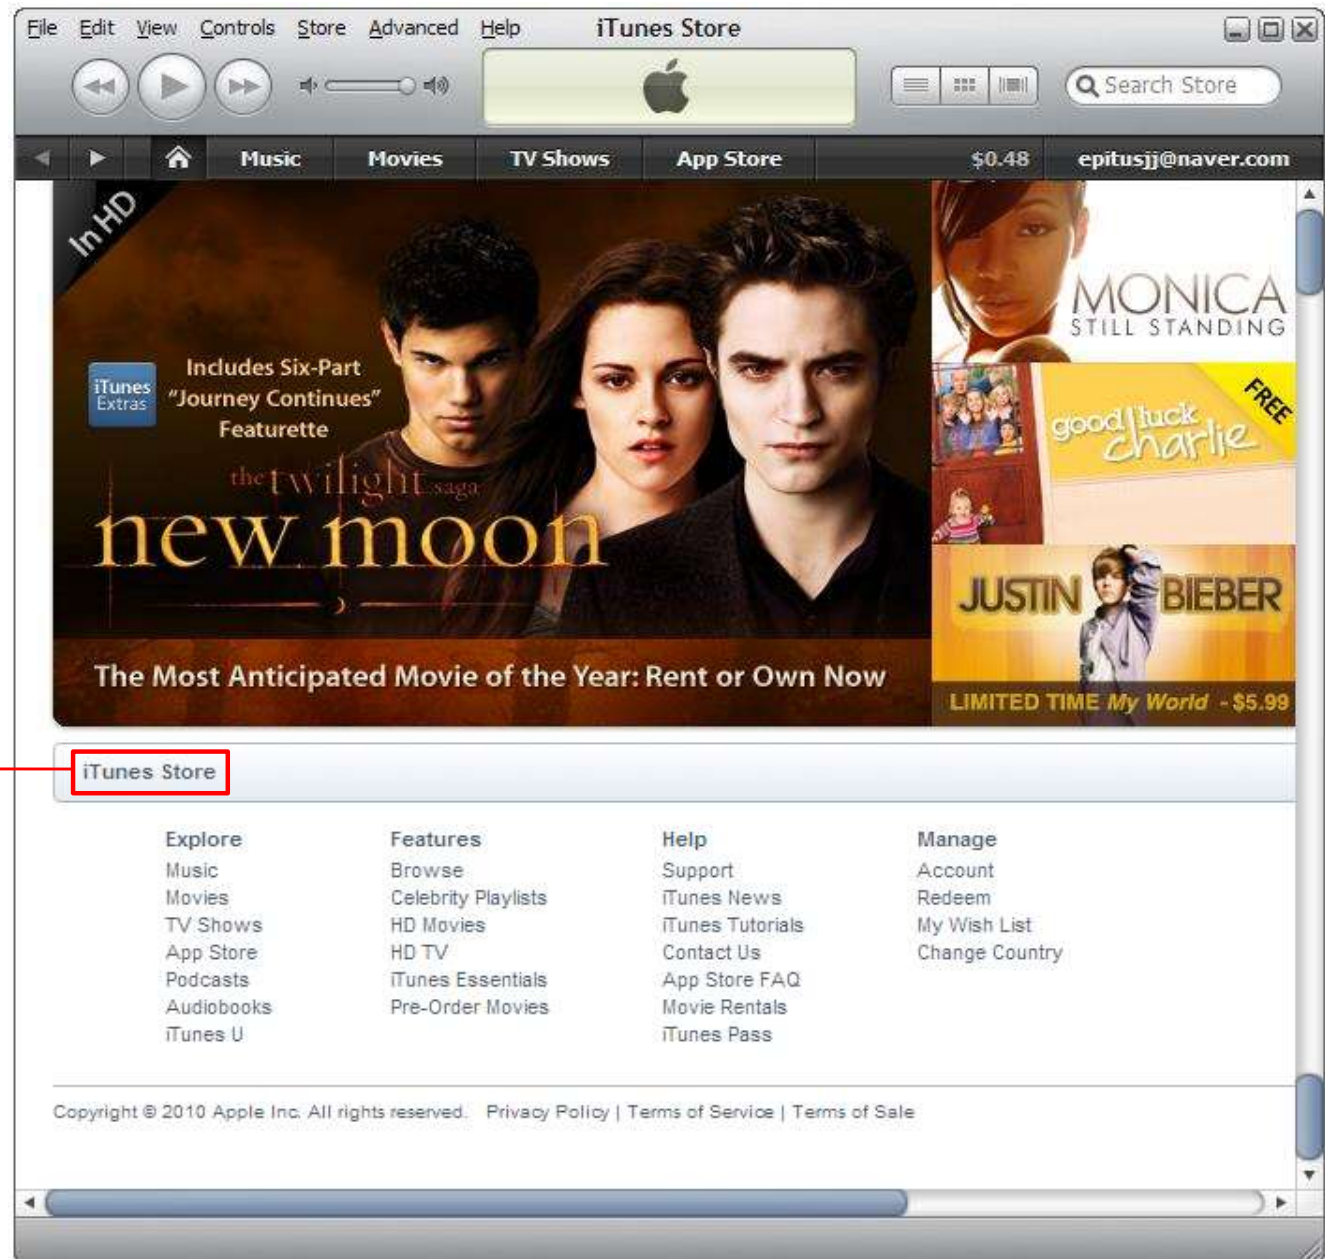 File Edit View Controls Store Advanced Help iTunes Store
Search Store
Music Movies TV Shows App Store $0.48 epitusjj@naver.com
In HD
MONICA
STILL STANDING
iTunes
Extras
Includes Six-Part
"Journey Continues"
Featurette
FREE
good luck
charlie
the twilight saga
new moon
JUSTIN BIEBER
The Most Anticipated Movie of the Year: Rent or Own Now
LIMITED TIME My World - $5.99
iTunes Store
Explore
Music
Movies
TV Shows
App Store
Podcasts
Audiobooks
iTunes U
Features
Browse
Celebrity Playlists
HD Movies
HD TV
iTunes Essentials
Pre-Order Movies
Help
Support
iTunes News
iTunes Tutorials
Contact Us
App Store FAQ
Movie Rentals
iTunes Pass
Manage
Account
Redeem
My Wish List
Change Country
Copyright © 2010 Apple Inc. All rights reserved. Privacy Policy | Terms of Service | Terms of Sale